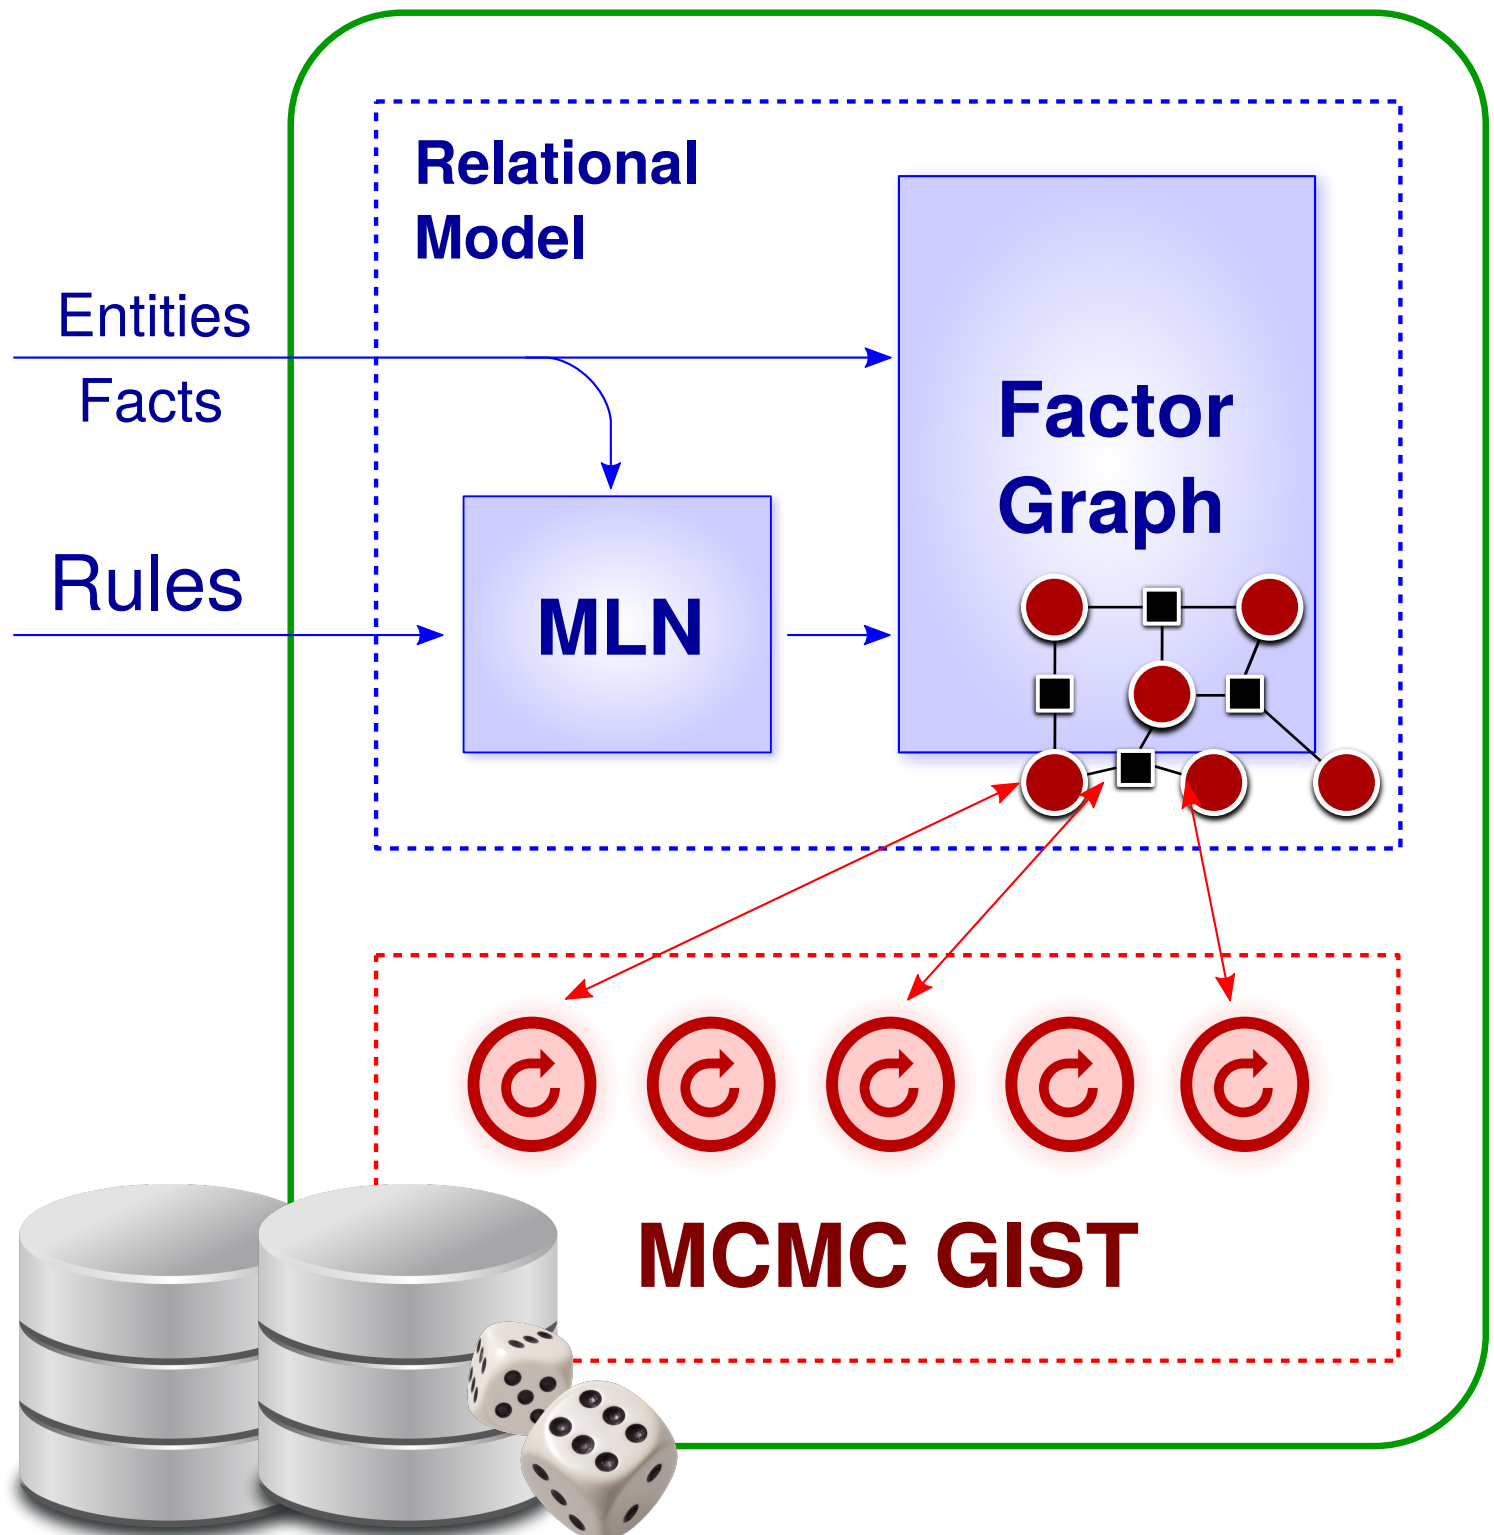 Relational
Model
Entities
Facts
Factor
Graph
Rules
MLN
MCMC GIST